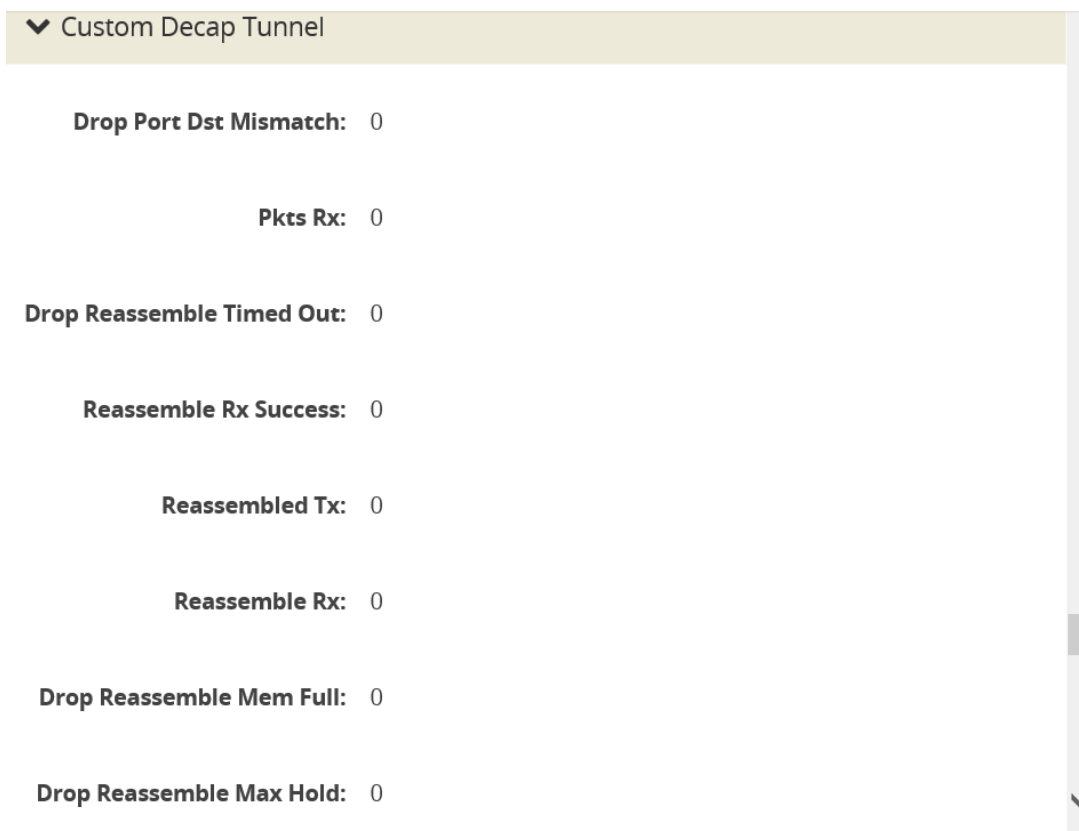 Custom Decap Tunnel
Drop Port Dst Mismatch: 0
Pkts Rx: 0
Drop Reassemble Timed Out: 0
Reassemble Rx Success: 0
Reassembled Tx: 0
Reassemble Rx: 0
Drop Reassemble Mem Full: 0
Drop Reassemble Max Hold: 0